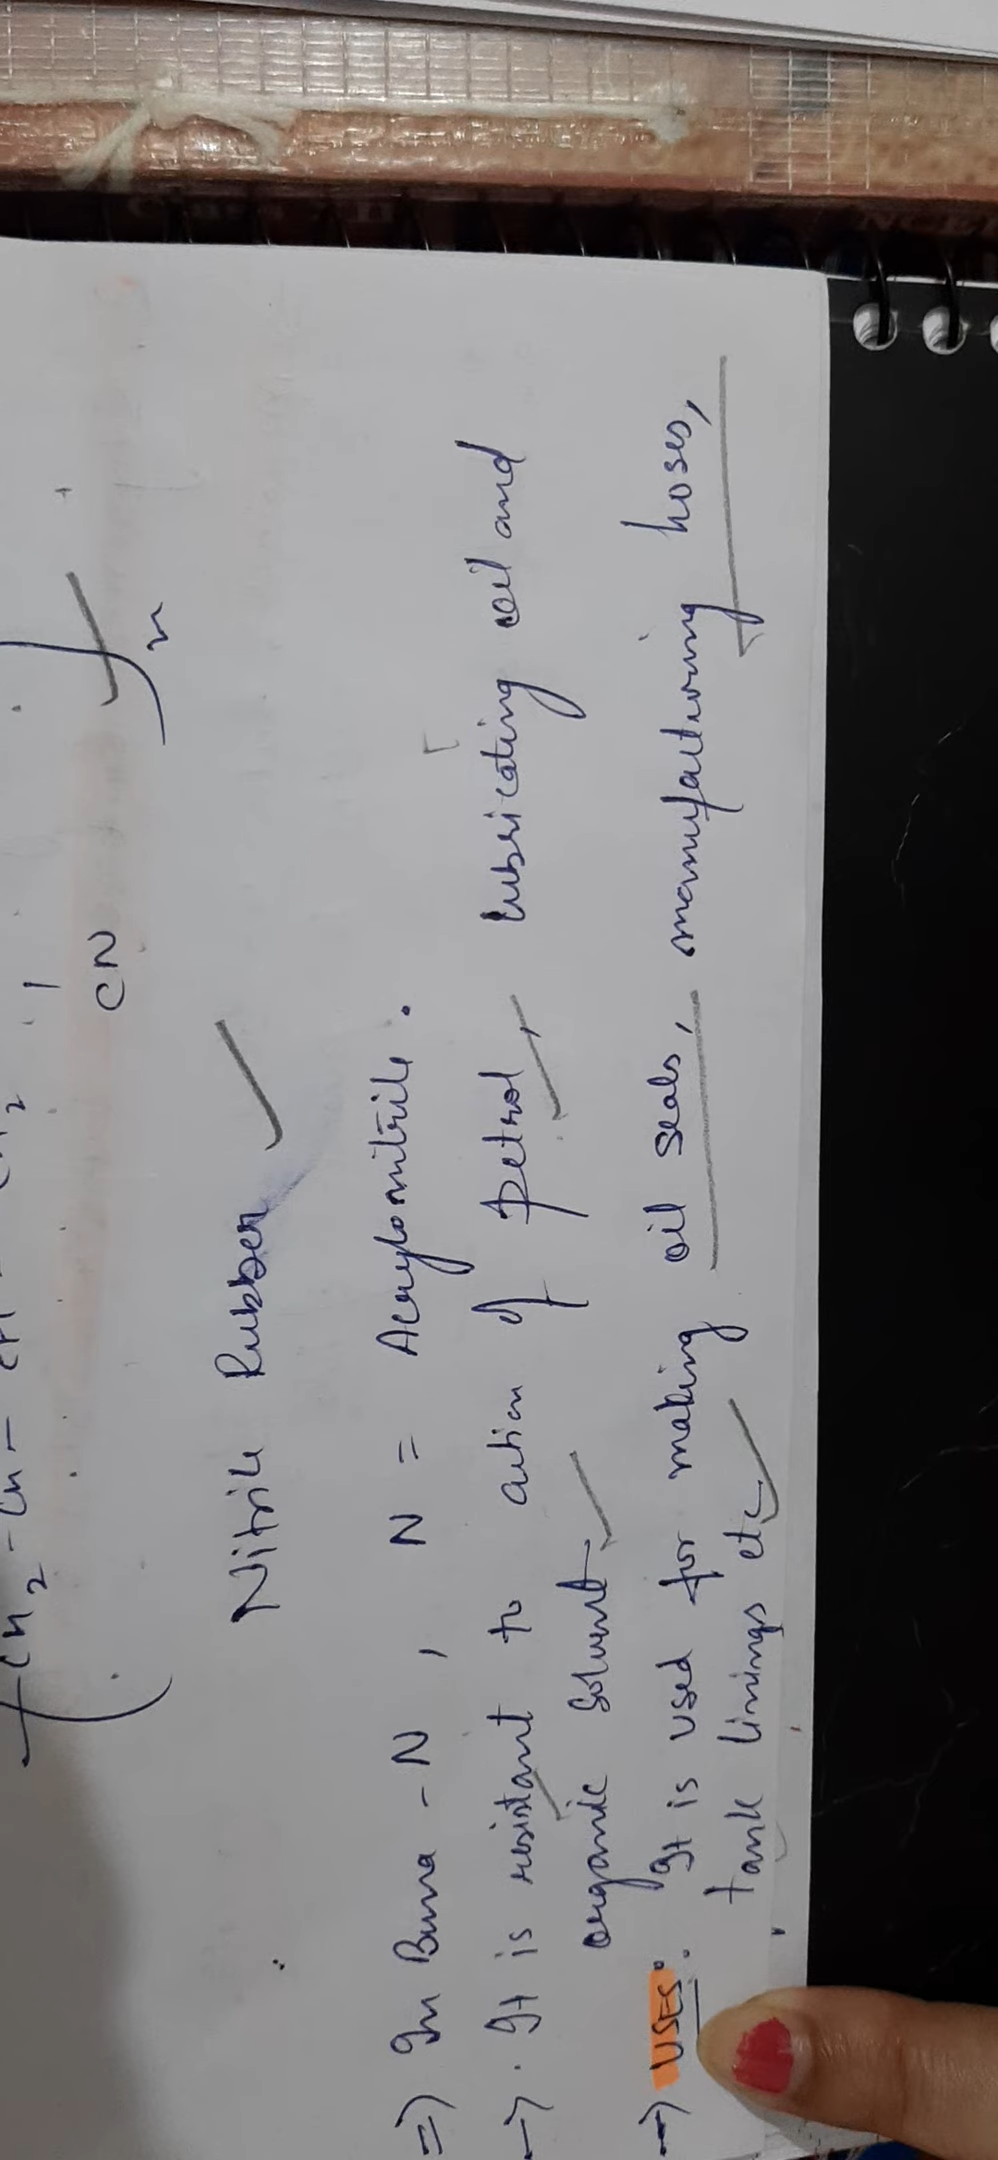 CH2 - CH - CH
CN
n
Nitrile Rubber
⇒ In Buna - N , N = Acrylonitrile.
→ . It is resistant to action of petrol, lubricating oil and
organic solvent.
→ USES: It is used for making oil seals, manufacturing hoses,
tank linings etc